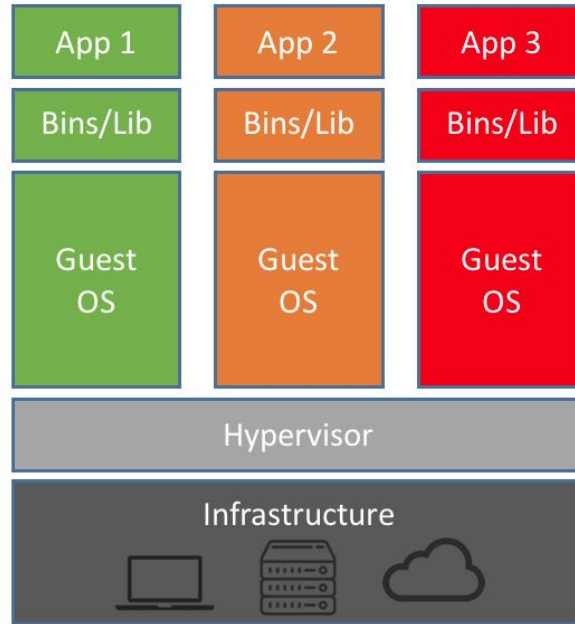 App 1 App 2 App 3
Bins/Lib Bins/Lib Bins/Lib
Guest Guest Guest
OS OS OS
Hypervisor
Infrastructure